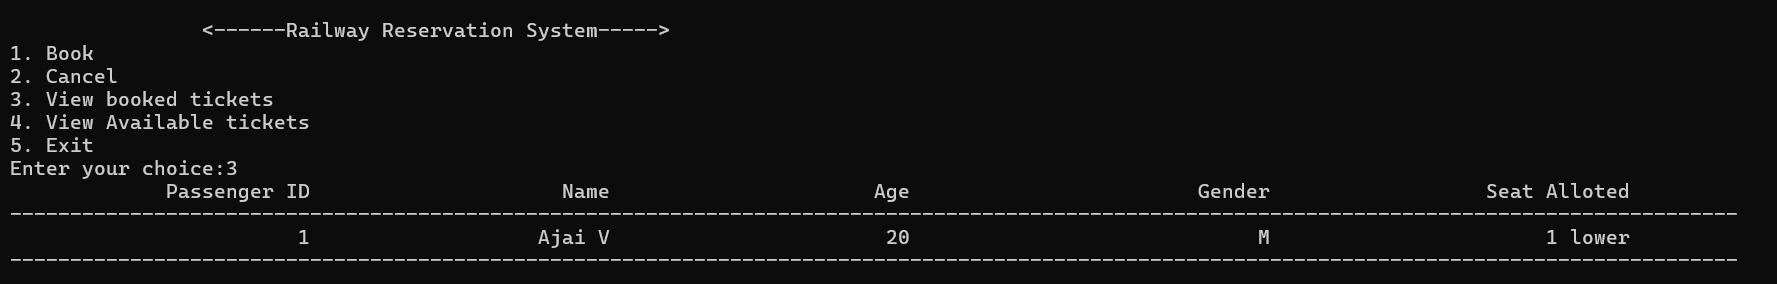 <------Railway Reservation System----->
1. Book
2. Cancel
3. View booked tickets
4. View Available tickets
5. Exit
Enter your choice:3
Passenger ID Name Age Gender Seat Alloted
------------------------------------------------------------------------------------------------------------------------------------------------
1 Ajai V 20 M 1 lower
------------------------------------------------------------------------------------------------------------------------------------------------